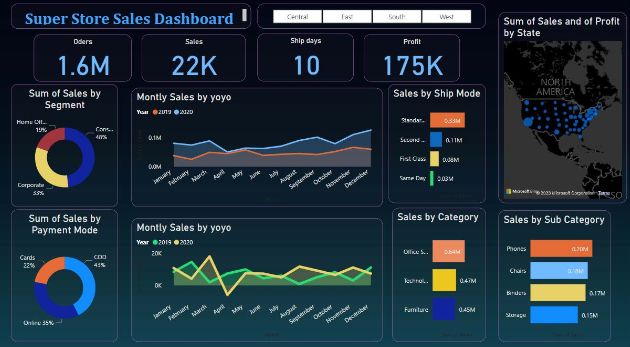 Super Store Sales Dashboard
Central East South West
Oders
1.6M
Sales
22K
Ship days
10
Profit
175K
Sum of Sales and of Profit
by State
NORTH
AMERICA
Microsoft Bing
© 2023 Microsoft Corporation Terms
Sum of Sales by
Segment
Home Off...
19%
Cons...
48%
Corporate
33%
Montly Sales by yoyo
Year 2019 2020
0.1M
0.0M
January
February
March
April
May
June
July
August
September
October
November
December
Sales by Ship Mode
Standar...
0.33M
Second ...
0.11M
First Class
0.08M
Same Day
0.03M
Sum of Sales by
Payment Mode
Cards
22%
COD
43%
Online 35%
Montly Sales by yoyo
Year 2019 2020
20K
0K
January
February
March
April
May
June
July
August
September
October
November
December
Sales by Category
Office S...
0.64M
Technol...
0.47M
Furniture
0.45M
Sales by Sub Category
Phones
0.20M
Chairs
0.18M
Binders
0.17M
Storage
0.15M